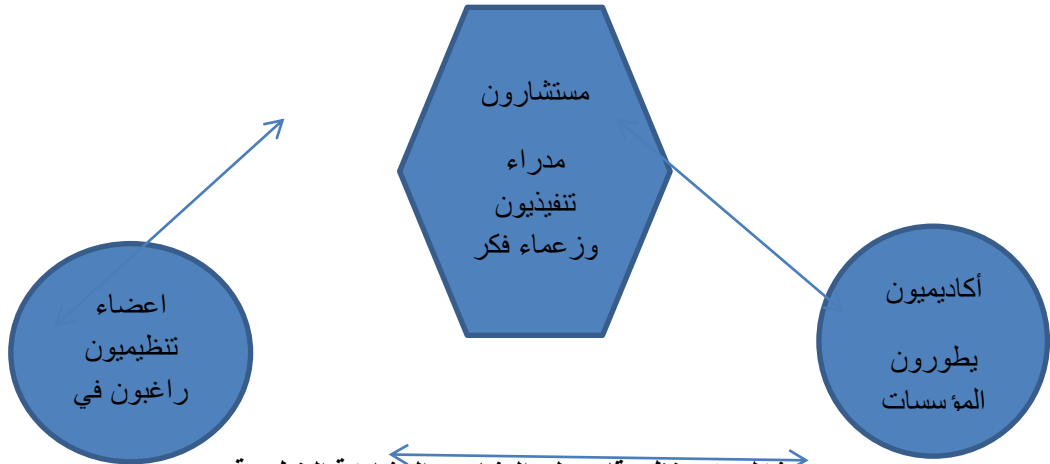 مستشارون
مدراء
تنفيذيون
وزعماء فكر
أكاديميون
يطورون
المؤسسات
اعضاء
تنظيميون
راغبون في